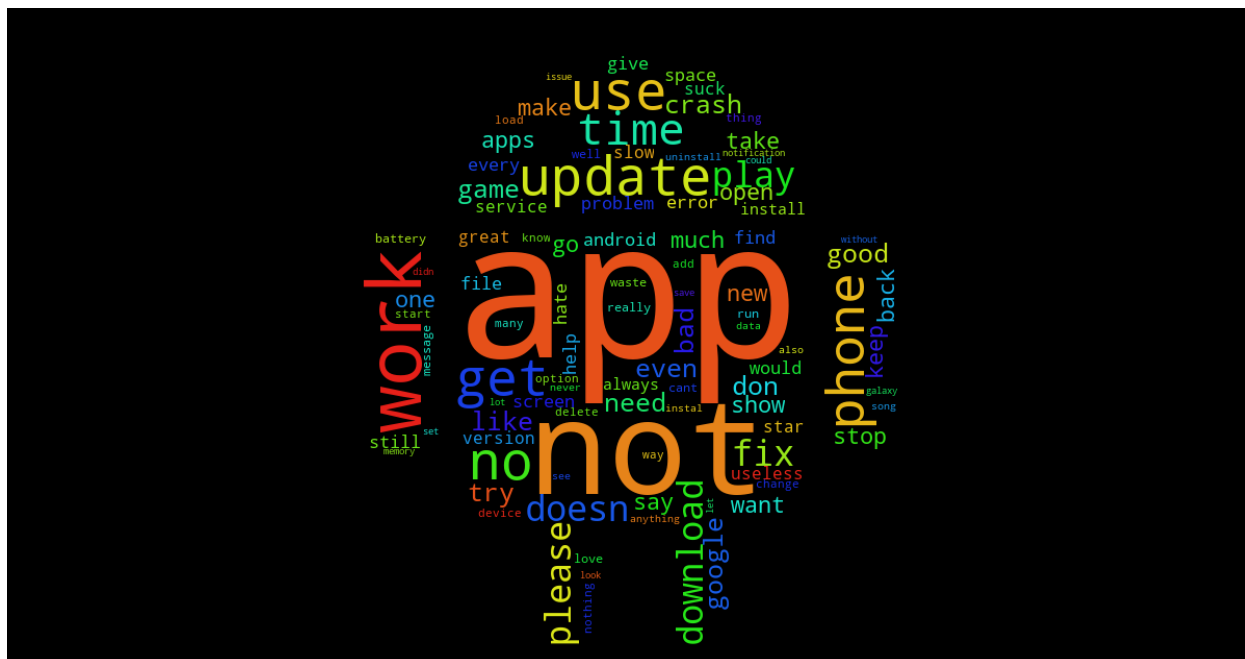 give
issue
use
space
suck
make
crash
load
time
thing
apps
take
well
slow
uninstall
notification
could
every
update
play
game
open
service
problem
error
install
battery
great
know
go
android
much
find
without
work
didn
app
good
add
file
waste
save
new
phone
back
one
hate
really
start
many
bad
run
data
message
help
also
keep
get
even
would
option
never
always
cant
don
galaxy
lot
screen
need
instal
show
song
like
delete
not
star
set
still
version
stop
memory
no
way
fix
see
useless
try
change
device
doesn
say
anything
want
let
please
download
google
love
look
nothing